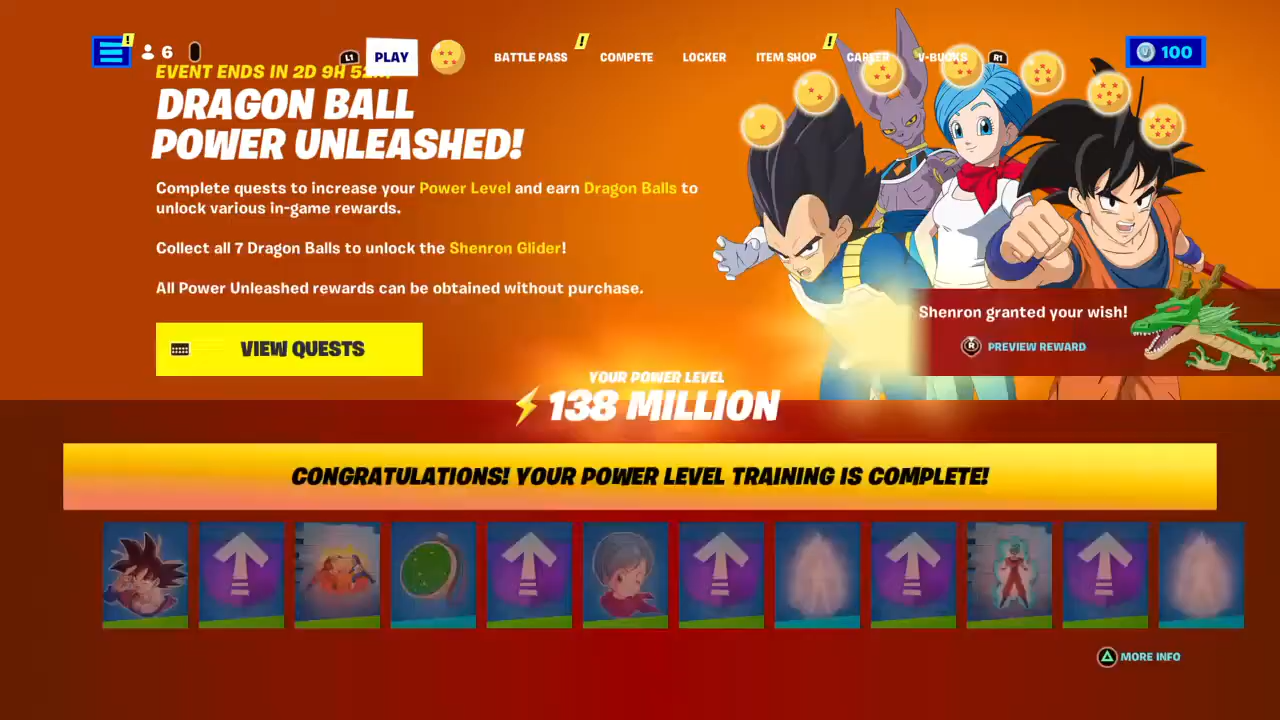 !
6
L1
PLAY
BATTLE PASS
!
COMPETE
LOCKER
ITEM SHOP
!
CAREER
V-BUCKS
R1
V 100
EVENT ENDS IN 2D 9H
DRAGON BALL
POWER UNLEASHED!
Complete quests to increase your Power Level and earn Dragon Balls to
unlock various in-game rewards.
Collect all 7 Dragon Balls to unlock the Shenron Glider!
All Power Unleashed rewards can be obtained without purchase.
VIEW QUESTS
Shenron granted your wish!
R PREVIEW REWARD
YOUR POWER LEVEL
138 MILLION
CONGRATULATIONS! YOUR POWER LEVEL TRAINING IS COMPLETE!
MORE INFO